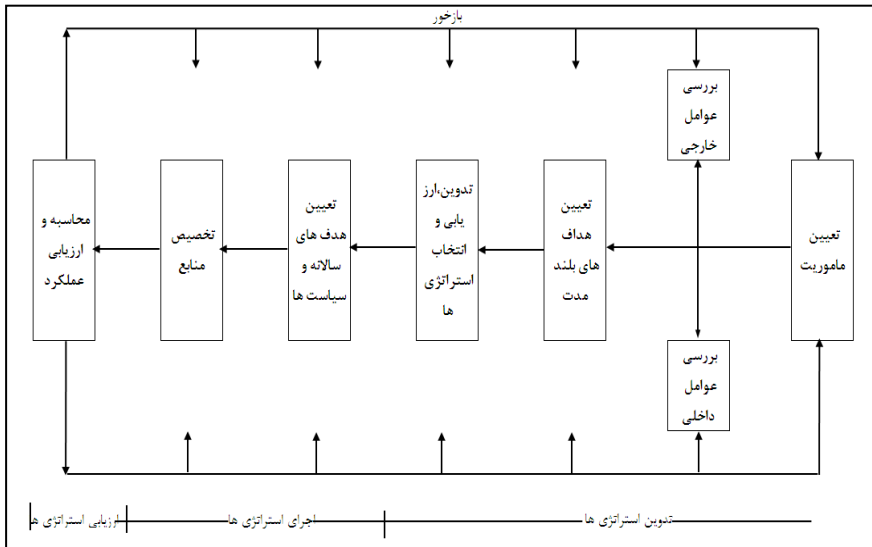 بازخور
بررسی
عوامل
خارجی
تعیین
ماموریت
تعیین
هداف
های بلند
مدت
تدوین،ارز
یابی و
انتخاب
استراتژی
ها
تعیین
هدف های
سالانه و
سیاست ها
تخصیص
منابع
محاسبه و
ارزیابی
عملکرد
بررسی
عوامل
داخلی
تدوین استراتژی ها
اجرای استراتژی ها
ارزیابی استراتژی ها